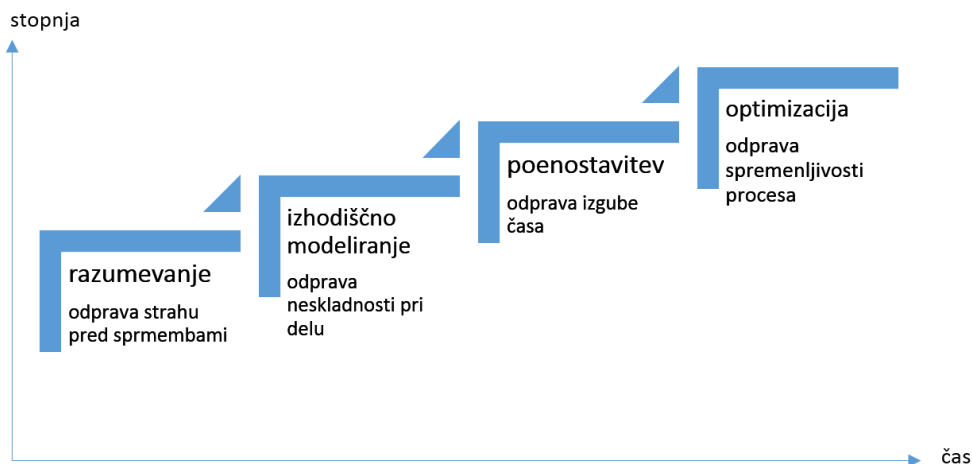 stopnja
razumevanje
odprava strahu
pred sprmembami
izhodiščno
modeliranje
odprava
neskladnosti pri
delu
poenostavitev
odprava izgube
časa
optimizacija
odprava
spremenljivosti
procesa
čas